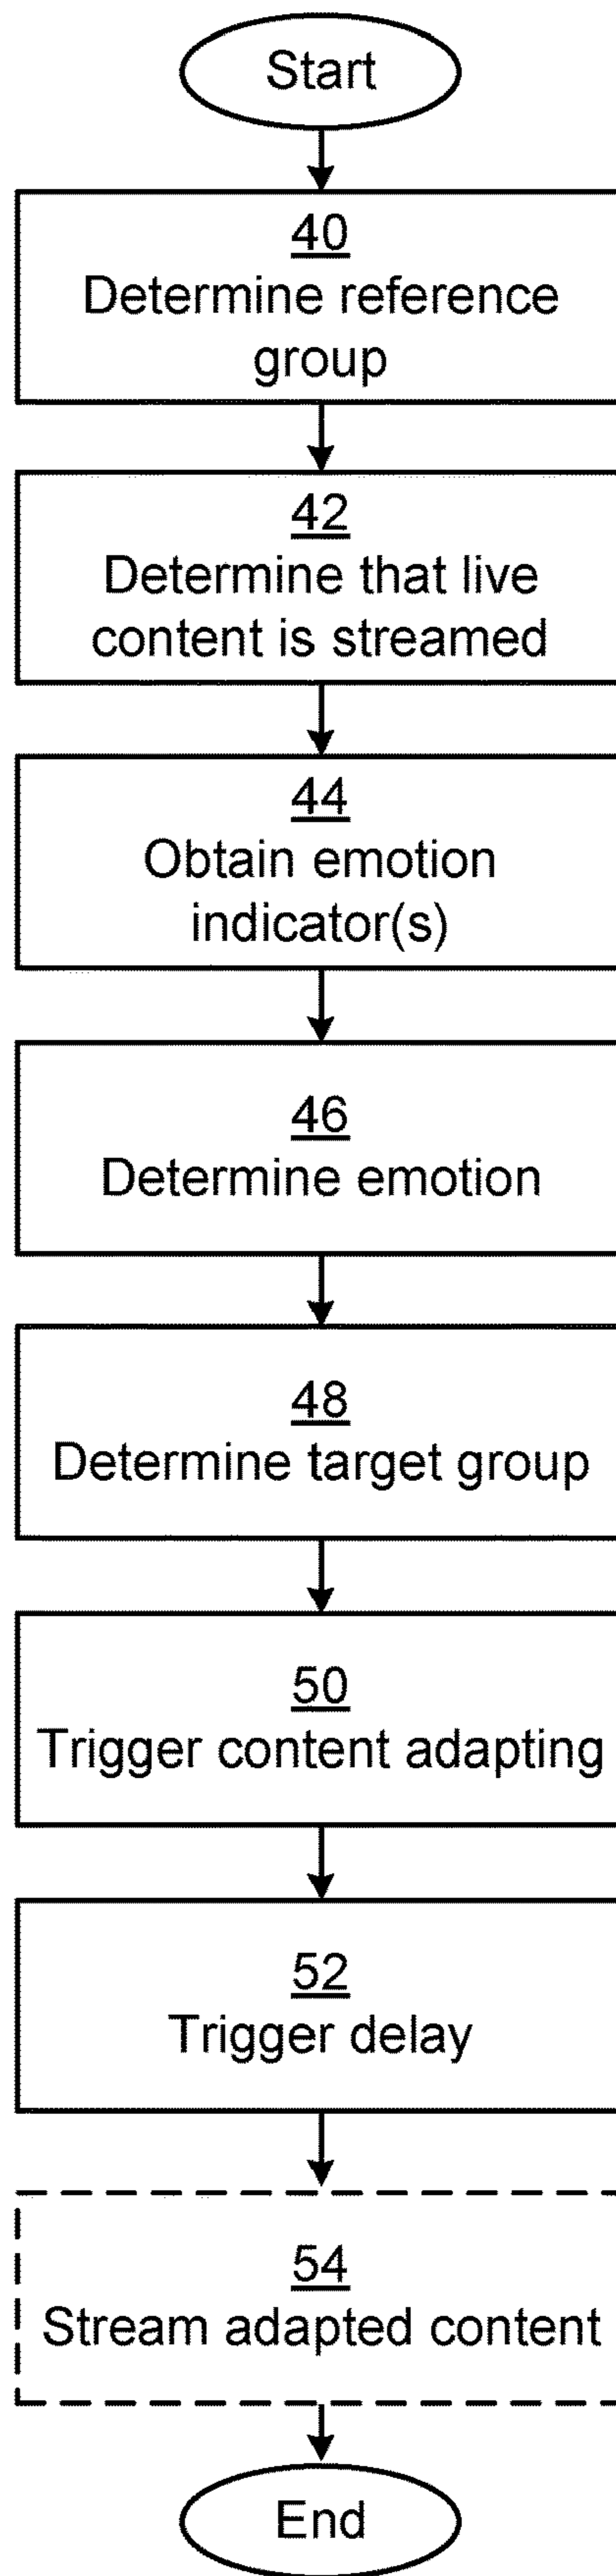 Start
40
Determine reference
group
42
Determine that live
content is streamed
44
Obtain emotion
indicator(s)
46
Determine emotion
48
Determine target group
50
Trigger content adapting
52
Trigger delay
54
Stream adapted content
End